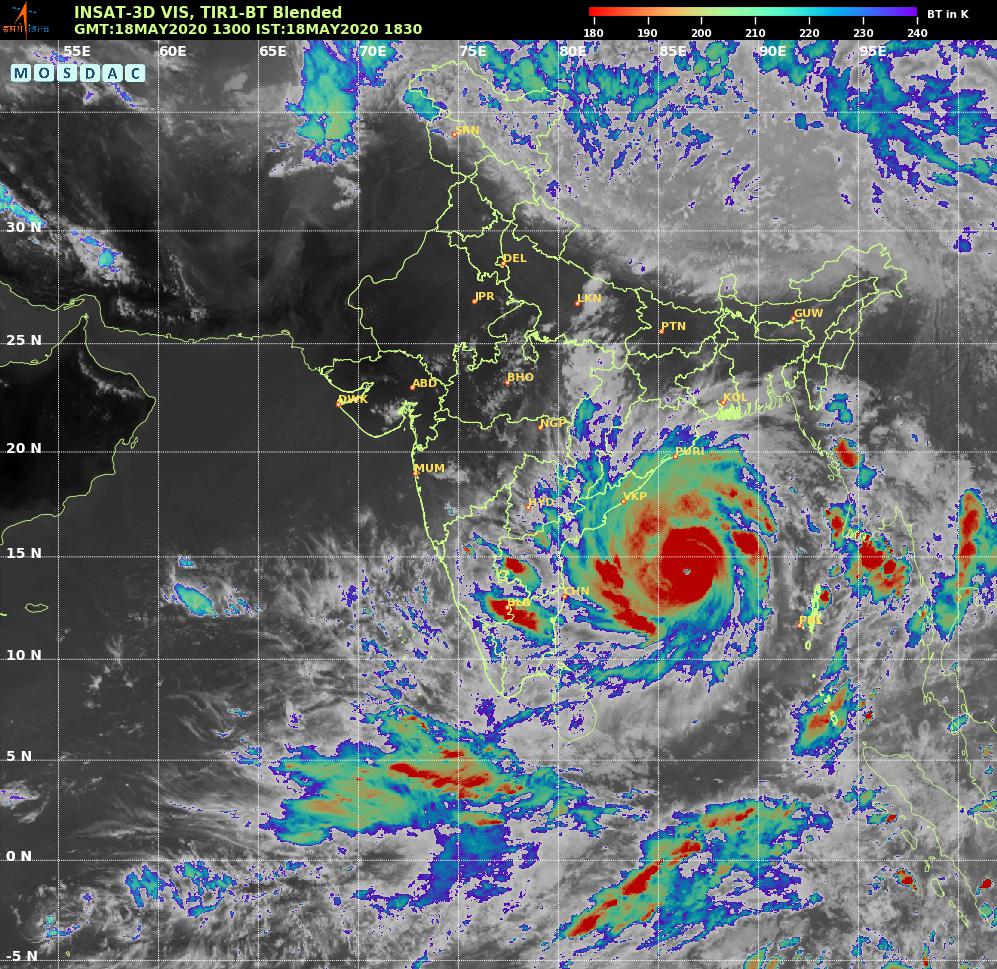 INSAT-3D VIS, TIR1-BT Blended
GMT:18MAY2020 1300 IST:18MAY2020 1830
BT in K
180 190 200 210 220 230 240
55E 60E 65E 70E 75E 80E 85E 90E 95E
MOSDAC
SRN
30 N
DEL
JPR LKN
GUW
PTN
25 N
BHO
ABD
DWK KOL
NGP
20 N
PURI
MUM
VKP
HYD
15 N
CHN
BLR
PBL
10 N
5 N
0 N
-5 N